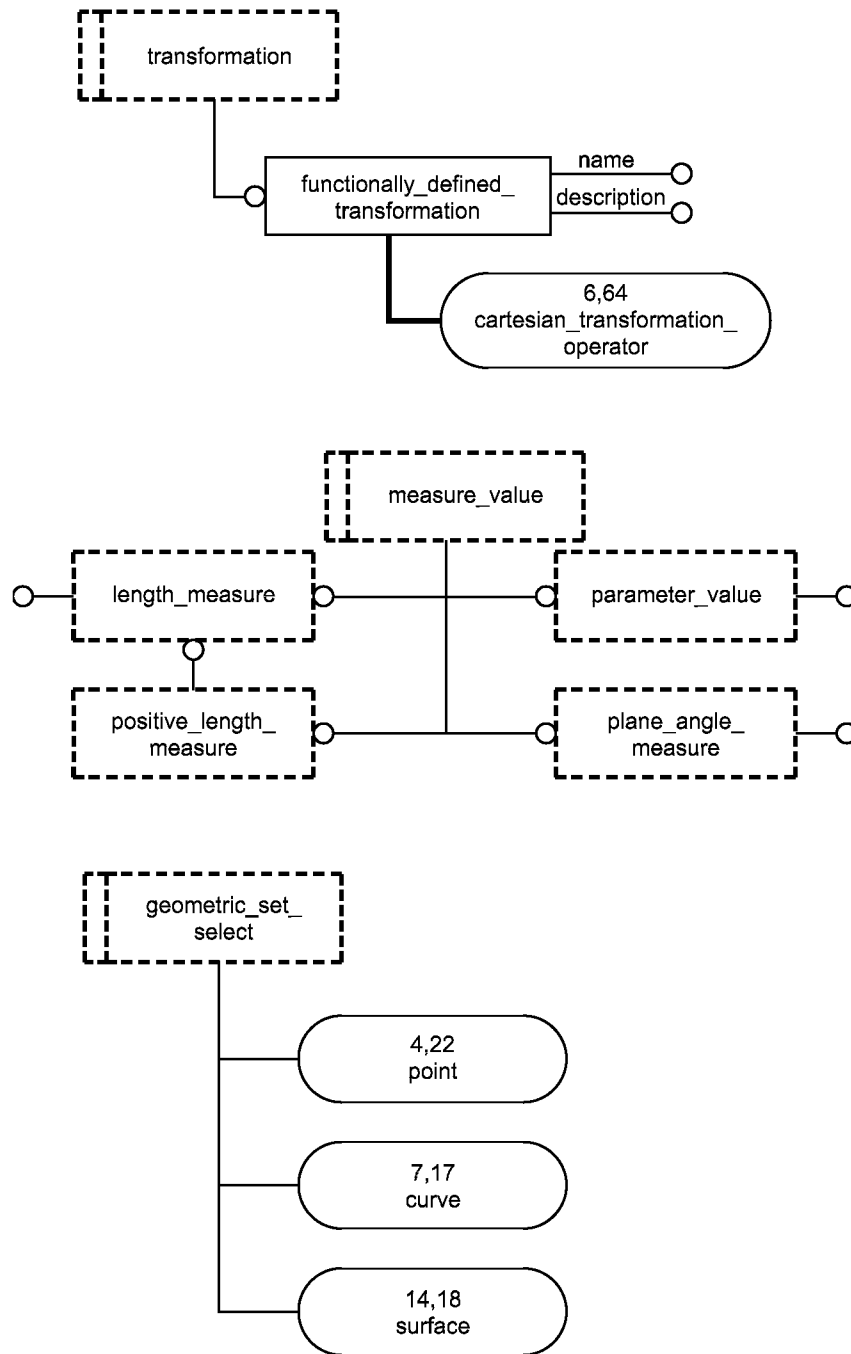 transformation
functionally_defined_
transformation
name
description
6,64
cartesian_transformation_
operator
measure_value
length_measure
parameter_value
positive_length_
measure
plane_angle_
measure
geometric_set_
select
4,22
point
7,17
curve
14,18
surface